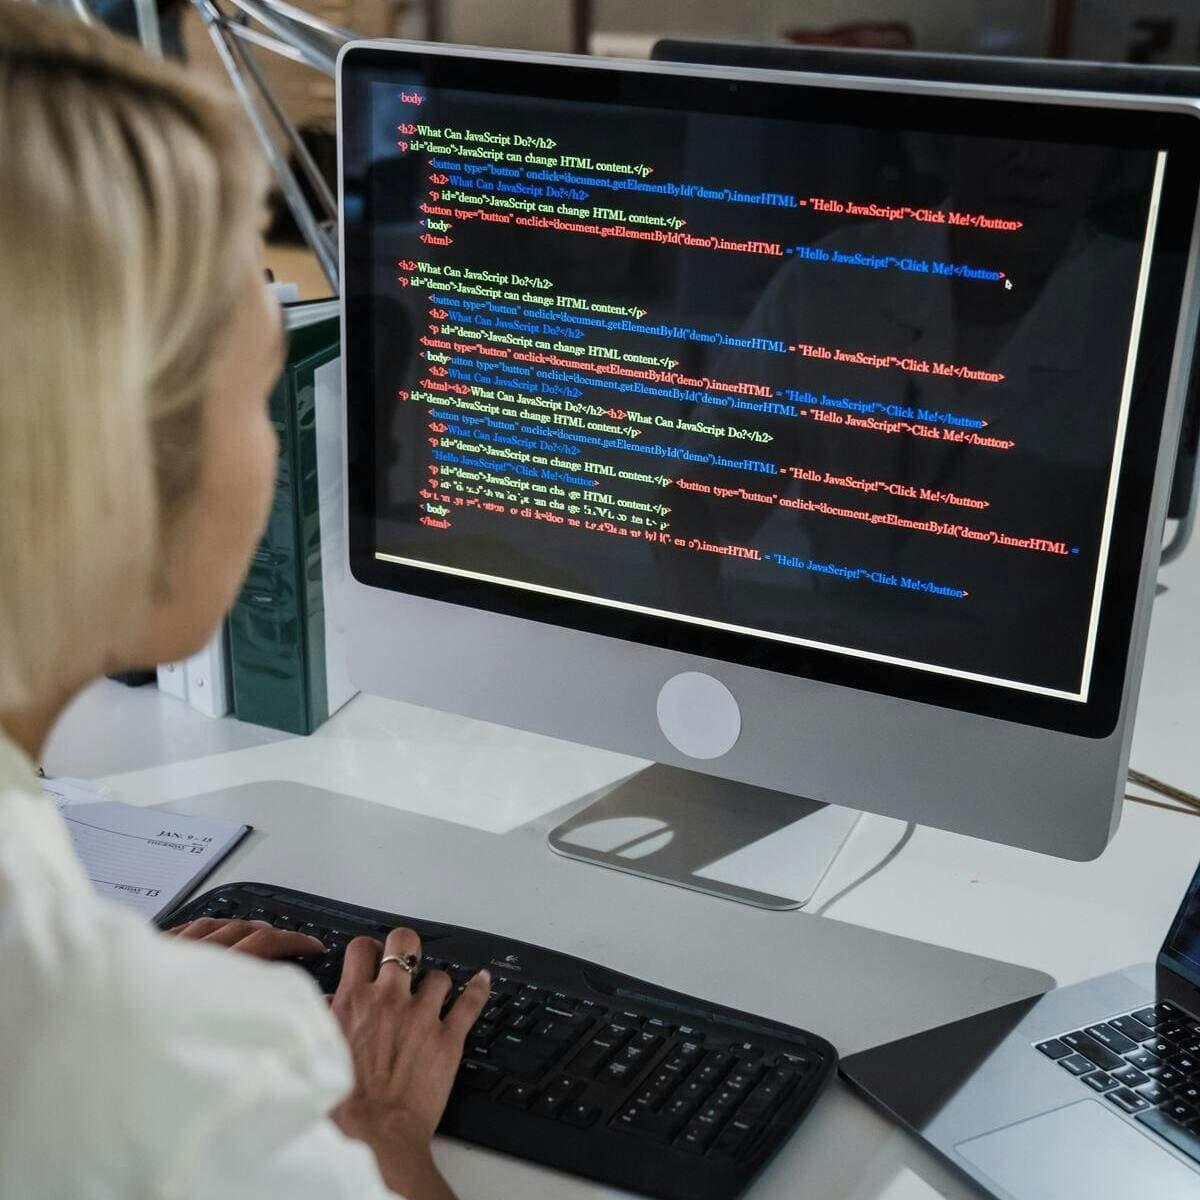 body
<h2>What Can JavaScript Do?</h2>
<p id="demo">JavaScript can change HTML content.</p>
<button type="button" onclick=document.getElementById("demo").innerHTML = "Hello JavaScript!"'>Click Me!</button>
<h2>What Can JavaScript Do?</h2>
<p id="demo">JavaScript can change HTML content.</p>
<button type="button" onclick=document.getElementById("demo").innerHTML = "Hello JavaScript!"'>Click Me!</button>
< body>
</html>
<h2>What Can JavaScript Do?</h2>
<p id="demo">JavaScript can change HTML content.</p>
<button type="button" onclick=document.getElementById("demo").innerHTML = "Hello JavaScript!"'>Click Me!</button>
<h2>What Can JavaScript Do?</h2>
<p id="demo">JavaScript can change HTML content.</p>
<button type="button" onclick=document.getElementById("demo").innerHTML = "Hello JavaScript!"'>Click Me!</button>
< body>utton type="button" onclick=document.getElementById("demo").innerHTML = "Hello JavaScript!"'>Click Me!</button>
<h2>What Can JavaScript Do?</h2>
</html><h2>What Can JavaScript Do?</h2><h2>What Can JavaScript Do?</h2>
<p id="demo">JavaScript can change HTML content.</p>
<button type="button" onclick=document.getElementById("demo").innerHTML = "Hello JavaScript!"'>Click Me!</button>
<h2>What Can JavaScript Do?</h2>
<p id="demo">JavaScript can change HTML content.</p> <button type="button" onclick=document.getElementById("demo").innerHTML =
"Hello JavaScript!"'>Click Me!</button>
<p id="demo">JavaScript can change HTML content.</p>
.innerHTML = "Hello JavaScript!"'>Click Me!</button>
< body>
</html>
JAN. 9 - 15
THURSDAY 12
FRIDAY 13
Logitech